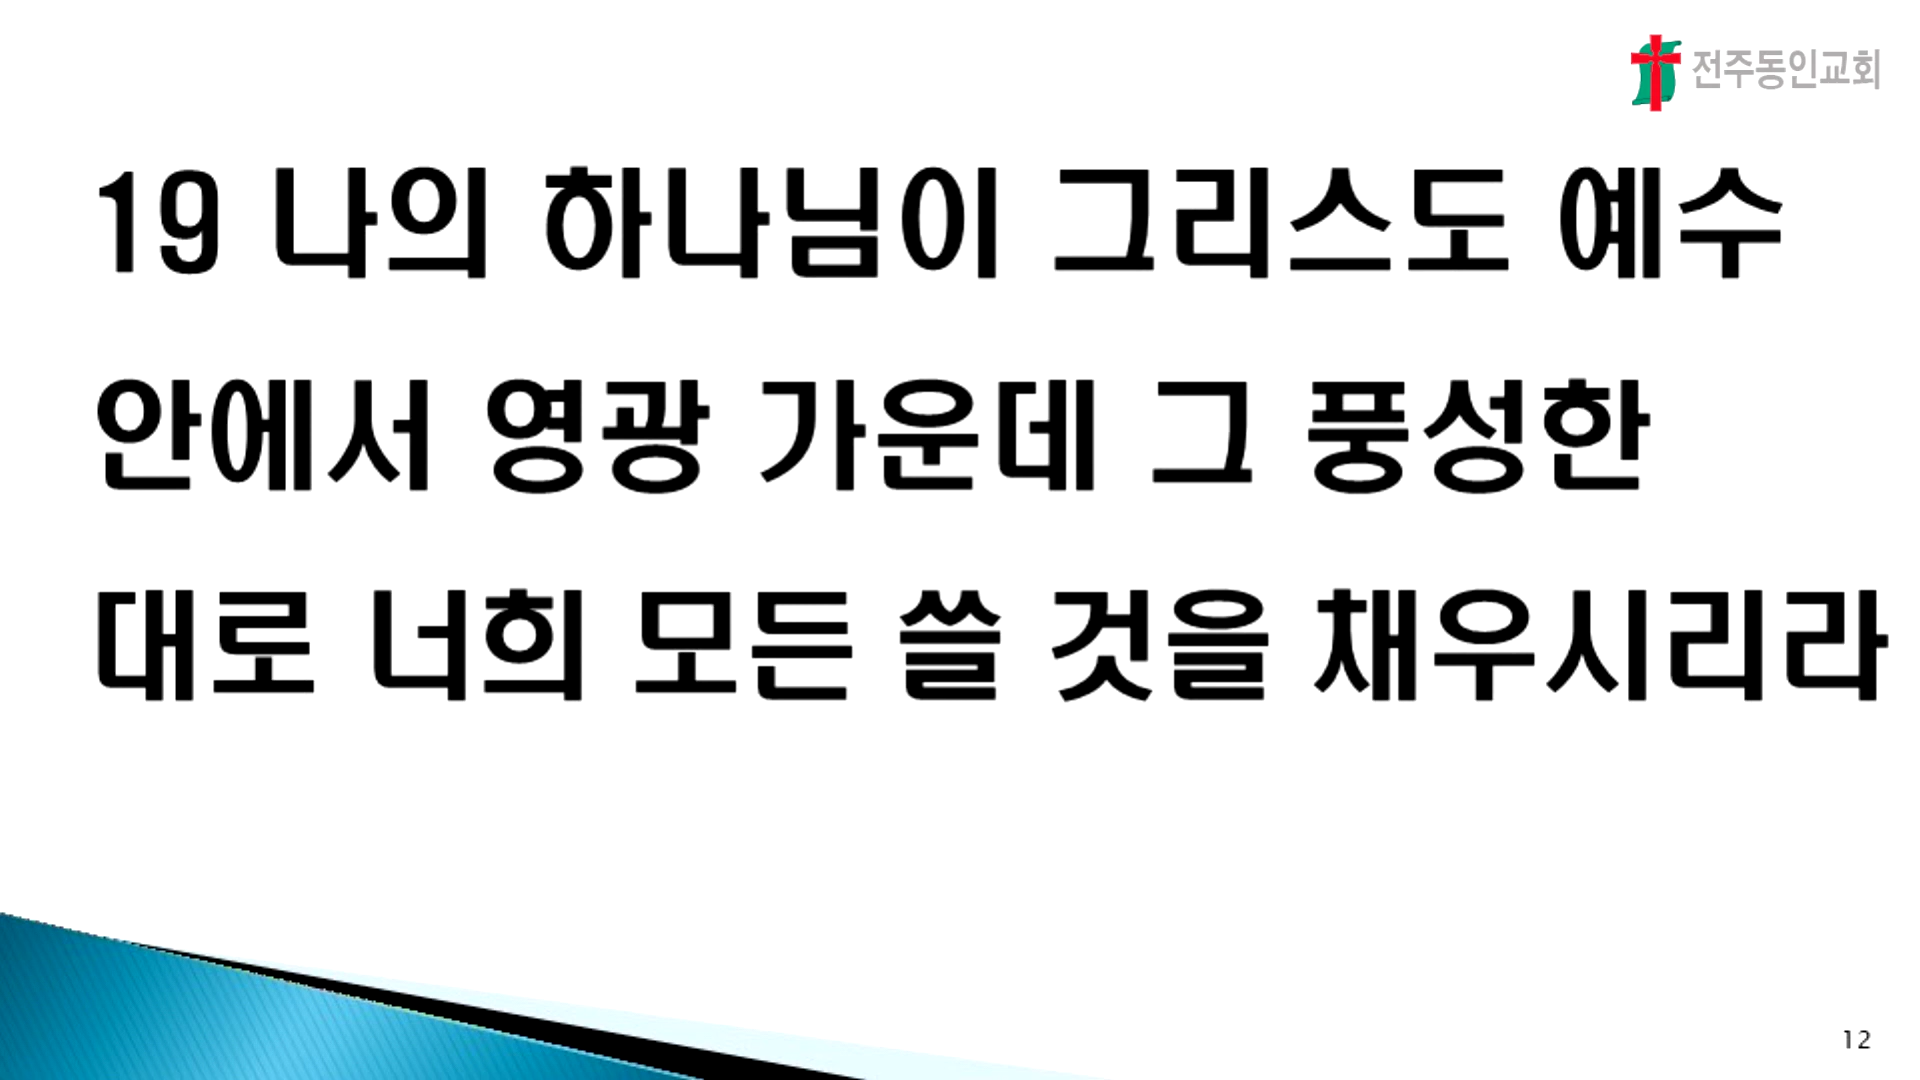 전주동인교회
19 나의 하나님이 그리스도 예수
안에서 영광 가운데 그 풍성한
대로 너희 모든 쓸 것을 채우시리라
12